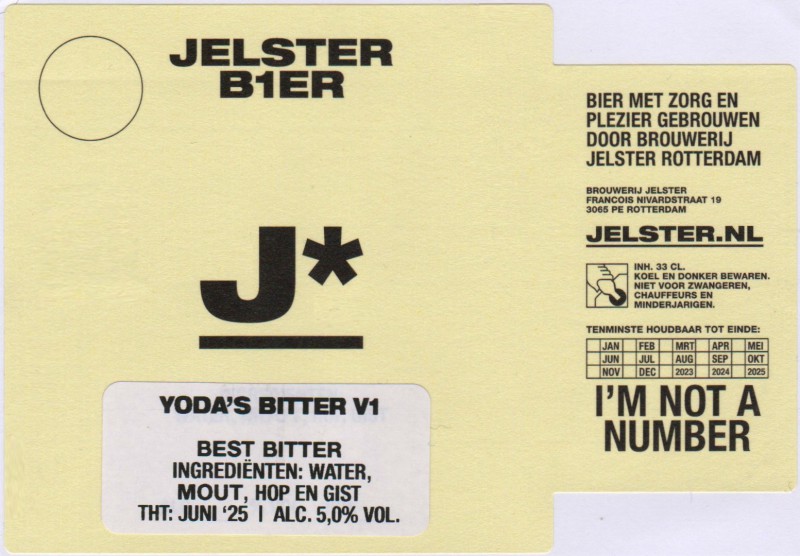 JELSTER
B1ER
J*
YODA'S BITTER V1
BEST BITTER
INGREDIËNTEN: WATER,
MOUT, HOP EN GIST
THT: JUNI '25 | ALC. 5,0% VOL.
BIER MET ZORG EN
PLEZIER GEBROUWEN
DOOR BROUWERIJ
JELSTER ROTTERDAM
BROUWERIJ JELSTER
FRANCOIS NIVARDSTRAAT 19
3065 PE ROTTERDAM
JELSTER.NL
INH. 33 CL.
KOEL EN DONKER BEWAREN.
NIET VOOR ZWANGEREN,
CHAUFFEURS EN
MINDERJARIGEN.
TENMINSTE HOUDBAAR TOT EINDE:
JAN FEB MRT APR MEI
JUN JUL AUG SEP OKT
NOV DEC 2023 2024 2025
I'M NOT A
NUMBER